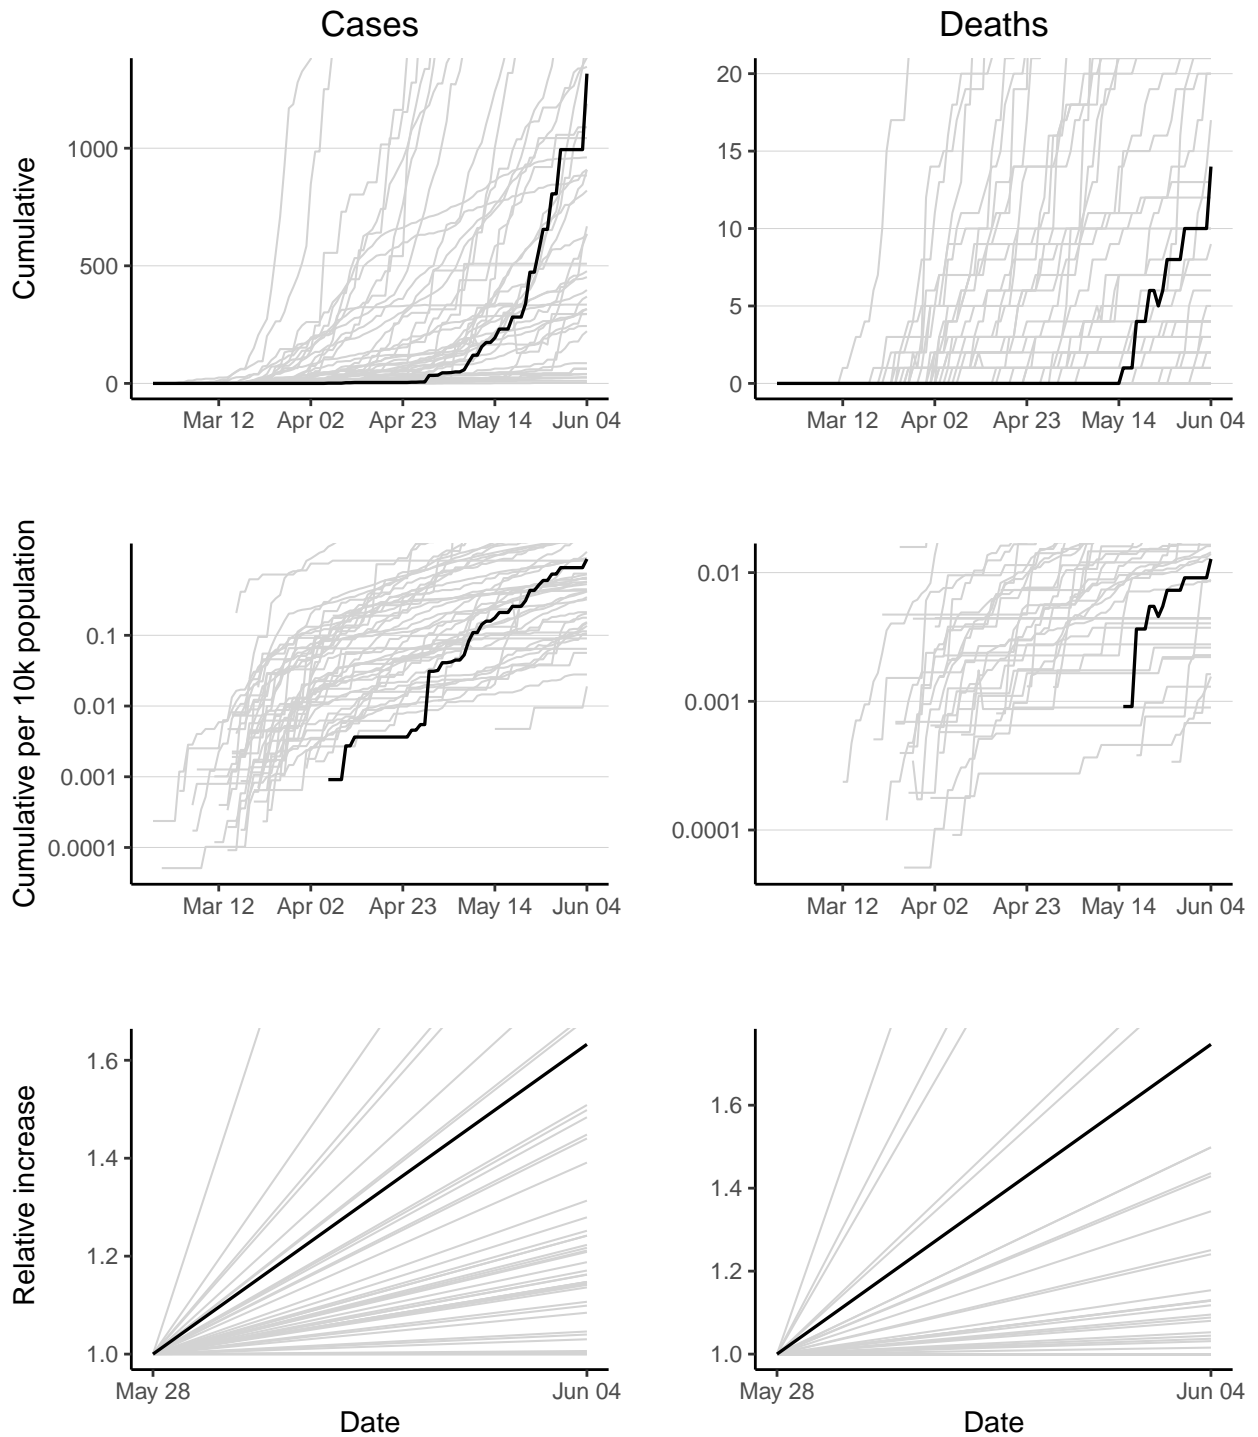 Cases
Deaths
Cumulative
1000
500
0
Mar 12 Apr 02 Apr 23 May 14 Jun 04
20
15
10
5
0
Mar 12 Apr 02 Apr 23 May 14 Jun 04
Cumulative per 10k population
0.1
0.01
0.001
0.0001
Mar 12 Apr 02 Apr 23 May 14 Jun 04
0.01
0.001
0.0001
Mar 12 Apr 02 Apr 23 May 14 Jun 04
Relative increase
1.6
1.4
1.2
1.0
May 28 Jun 04
Date
1.6
1.4
1.2
1.0
May 28 Jun 04
Date